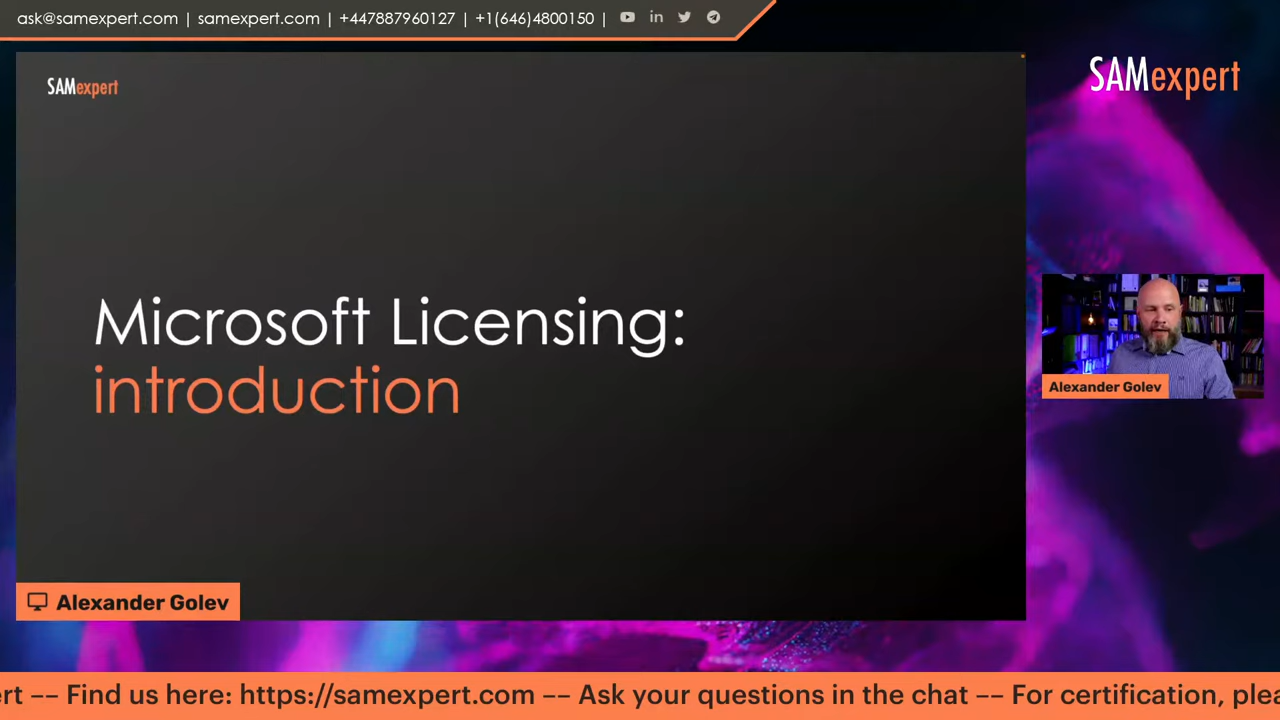 ask@samexpert.com | samexpert.com | +447887960127 | +1(646)4800150 |
SAMexpert
SAMexpert
Microsoft Licensing:
introduction
Alexander Golev
Alexander Golev
rt –– Find us here: https://samexpert.com –– Ask your questions in the chat –– For certification, plea